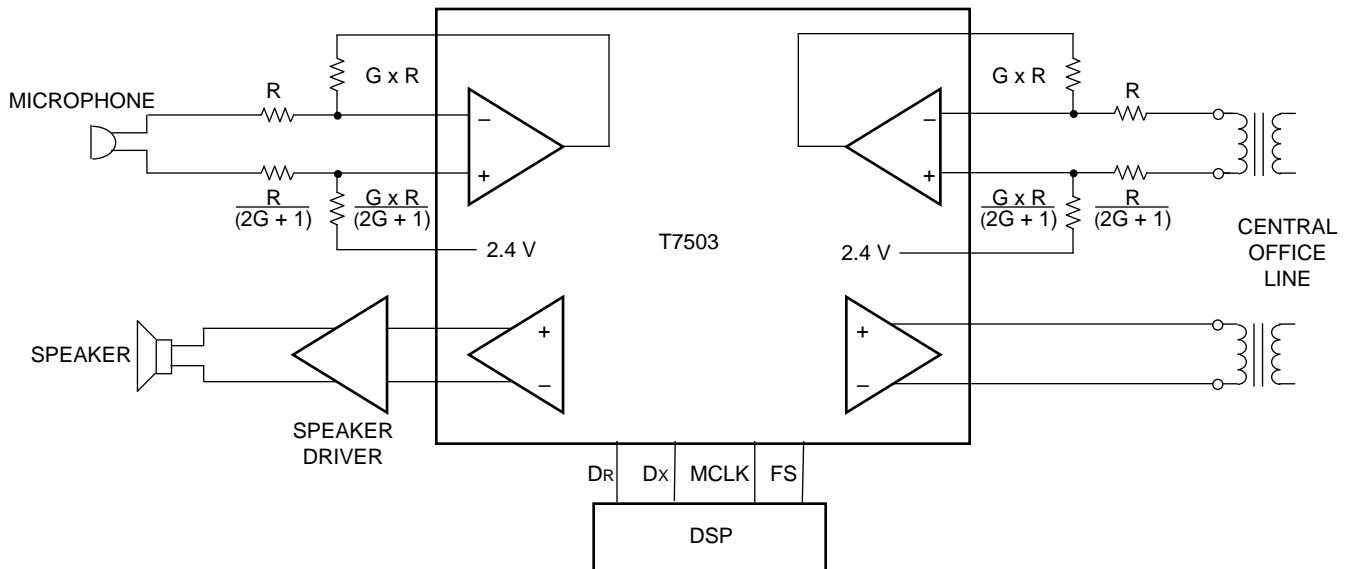 G x R
G x R
R
R
MICROPHONE
−
−
+
+
R
(2G + 1)
G x R
(2G + 1)
G x R
(2G + 1)
R
(2G + 1)
2.4 V
T7503
2.4 V
CENTRAL
OFFICE
LINE
+
+
SPEAKER
−
−
SPEAKER
DRIVER
DR
DX
MCLK
FS
DSP